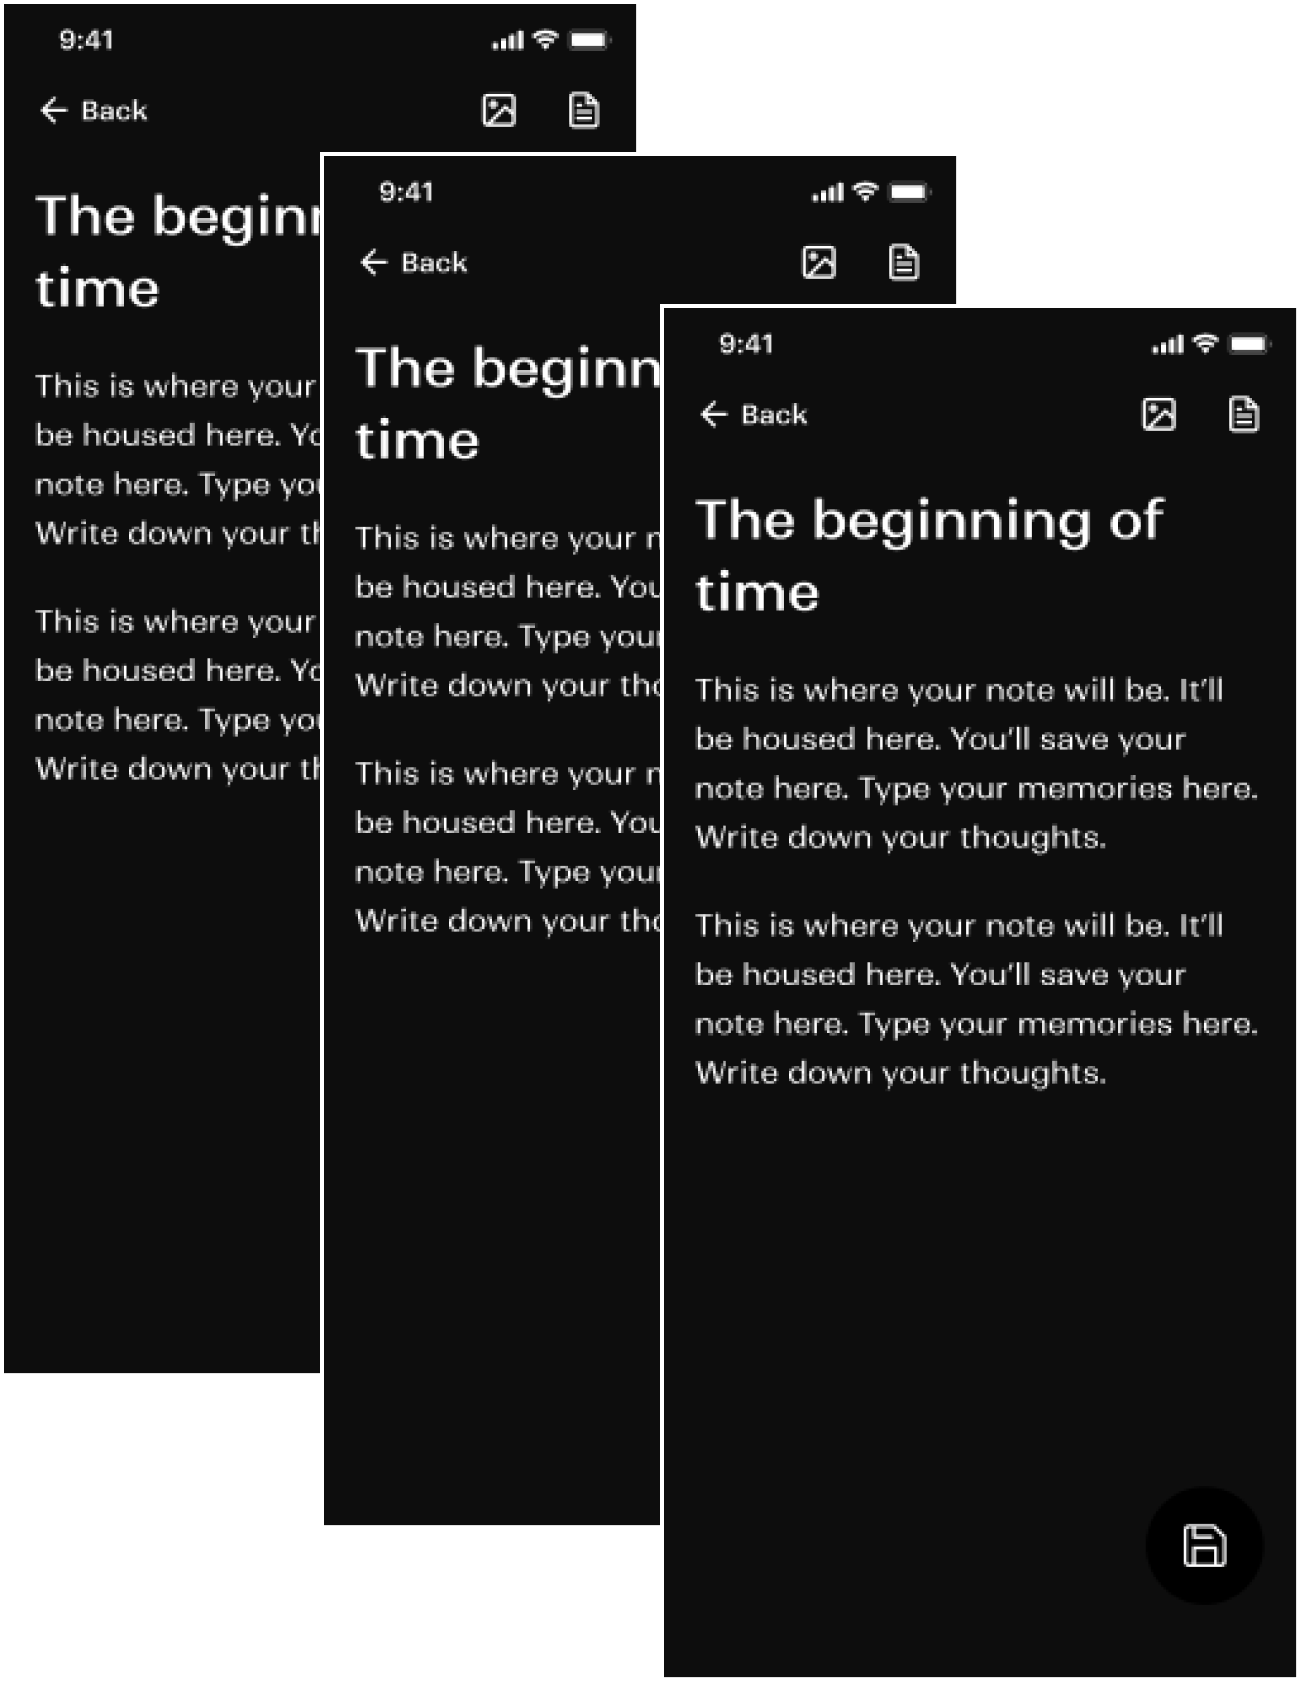 9:41
Back
The beginn
time
This is where your
be housed here. Yo
note here. Type you
Write down your th
This is where your
be housed here. Yo
note here. Type you
Write down your th
9:41
Back
The beginn
time
This is where your n
be housed here. You
note here. Type your
Write down your tho
This is where your n
be housed here. You
note here. Type your
Write down your tho
9:41
Back
The beginning of
time
This is where your note will be. It’ll
be housed here. You’ll save your
note here. Type your memories here.
Write down your thoughts.
This is where your note will be. It’ll
be housed here. You’ll save your
note here. Type your memories here.
Write down your thoughts.